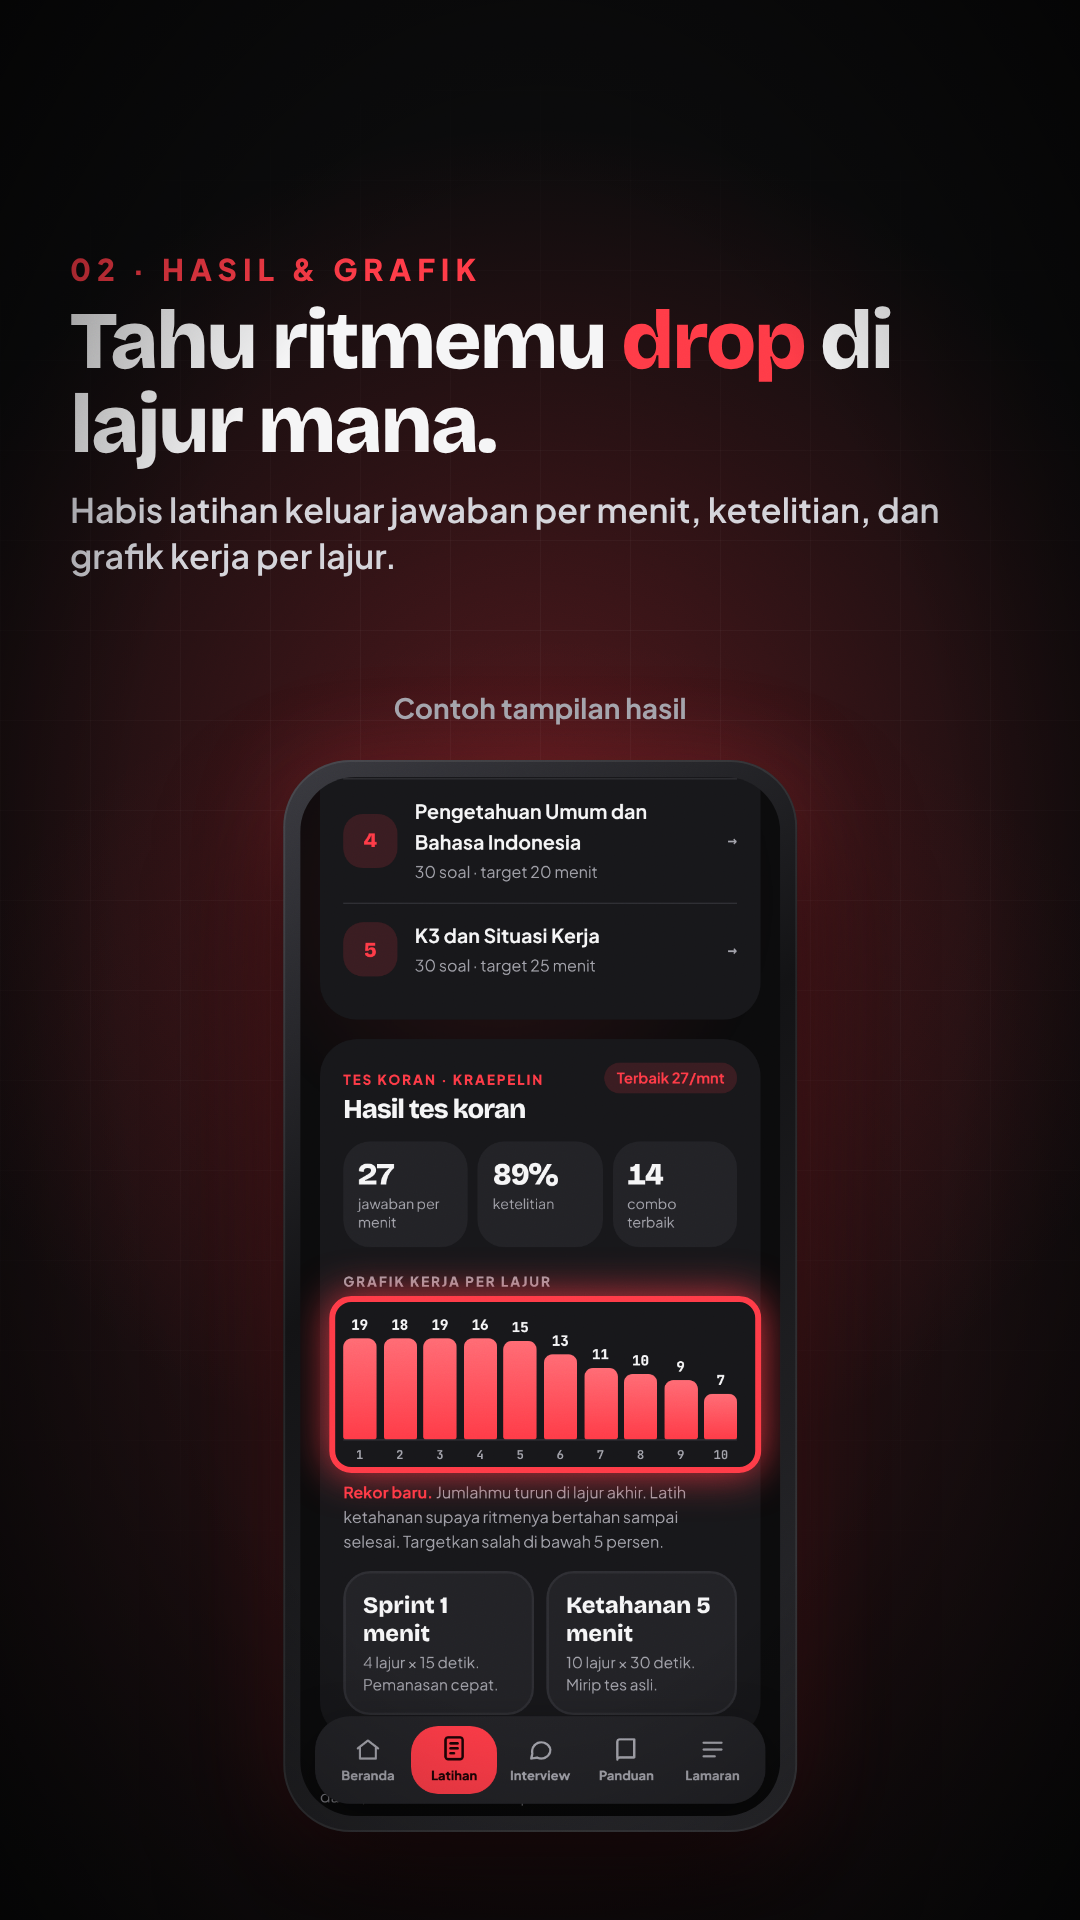 02 · HASIL & GRAFIK
Tahu ritmemu drop di
lajur mana.
Habis latihan keluar jawaban per menit, ketelitian, dan
grafik kerja per lajur.
Contoh tampilan hasil
4
Pengetahuan Umum dan
Bahasa Indonesia
30 soal · target 20 menit
→
5
K3 dan Situasi Kerja
30 soal · target 25 menit
→
TES KORAN · KRAEPELIN
Terbaik 27/mnt
Hasil tes koran
27
jawaban per
menit
89%
ketelitian
14
combo
terbaik
GRAFIK KERJA PER LAJUR
19 18 19 16 15 13 11 10 9 7
1 2 3 4 5 6 7 8 9 10
Rekor baru. Jumlahmu turun di lajur akhir. Latih
ketahanan supaya ritmenya bertahan sampai
selesai. Targetkan salah di bawah 5 persen.
Sprint 1
menit
4 lajur × 15 detik.
Pemanasan cepat.
Ketahanan 5
menit
10 lajur × 30 detik.
Mirip tes asli.
Beranda Latihan Interview Panduan Lamaran